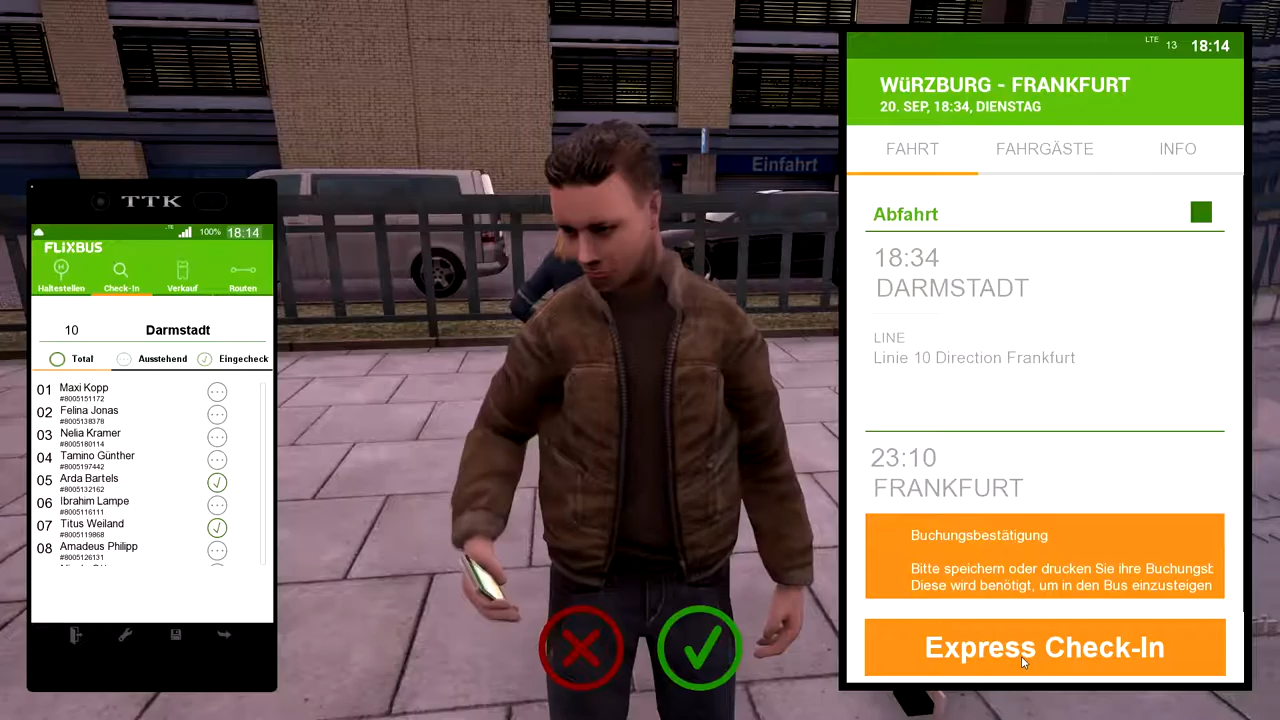 Einfahrt
TTK
LTE
100%
18:14
FLIXBUS
Haltestellen
Check-In
Verkauf
Routen
10
Darmstadt
Total
Ausstehend
Eingecheck
01 Maxi Kopp
#8005151172
02 Felina Jonas
#8005138378
03 Nelia Kramer
#8005180114
04 Tamino Günther
#8005197442
05 Arda Bartels
#8005132162
06 Ibrahim Lampe
#8005116111
07 Titus Weiland
#8005119868
08 Amadeus Philipp
#8005126131
LTE 13 18:14
WüRZBURG - FRANKFURT
20. SEP, 18:34, DIENSTAG
FAHRT
FAHRGÄSTE
INFO
Abfahrt
18:34
DARMSTADT
LINE
Linie 10 Direction Frankfurt
23:10
FRANKFURT
Buchungsbestätigung
Bitte speichern oder drucken Sie ihre Buchungsb
Diese wird benötigt, um in den Bus einzusteigen
Express Check-In